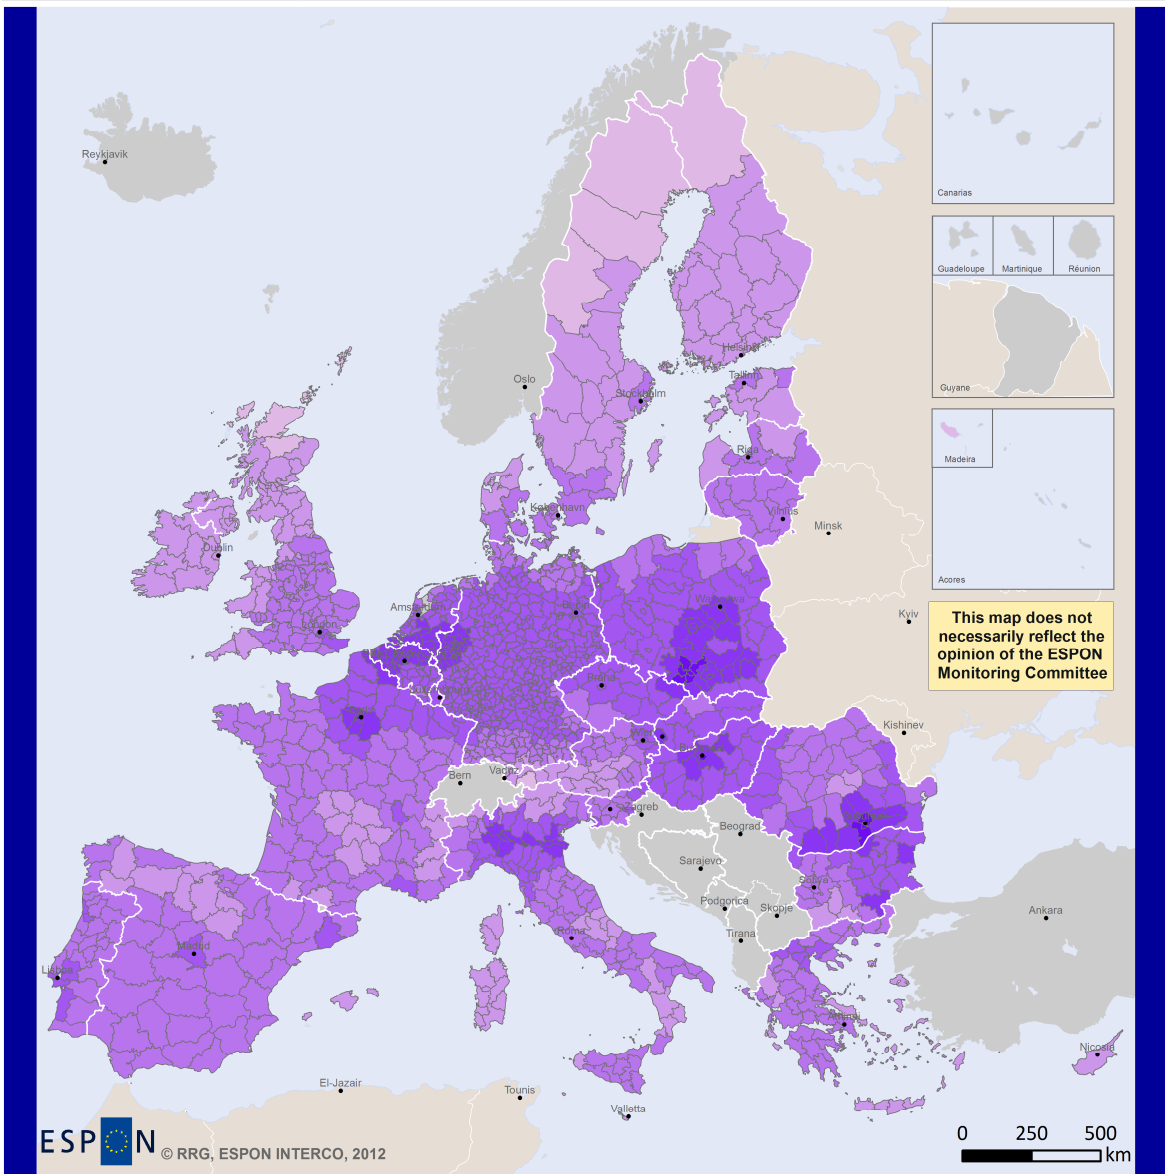 Reykjavik
Canarias
Guadeloupe
Martinique
Réunion
Guyane
Madeira
Acores
Oslo
Helsinki
Tallinn
Stockholm
Riga
København
Vilnius
Minsk
Dublin
Amsterdam
London
Warszawa
Kyiv
This map does not
necessarily reflect the
opinion of the ESPON
Monitoring Committee
Praha
Kishinev
Bern
Vaduz
Zagreb
Beograd
Sarajevo
Sofiya
Podgorica
Skopje
Tirana
Ankara
Roma
Madrid
Lisboa
Nicosia
El-Jazair
Tounis
Valletta
ESPON
© RRG, ESPON INTERCO, 2012
0 250 500
km